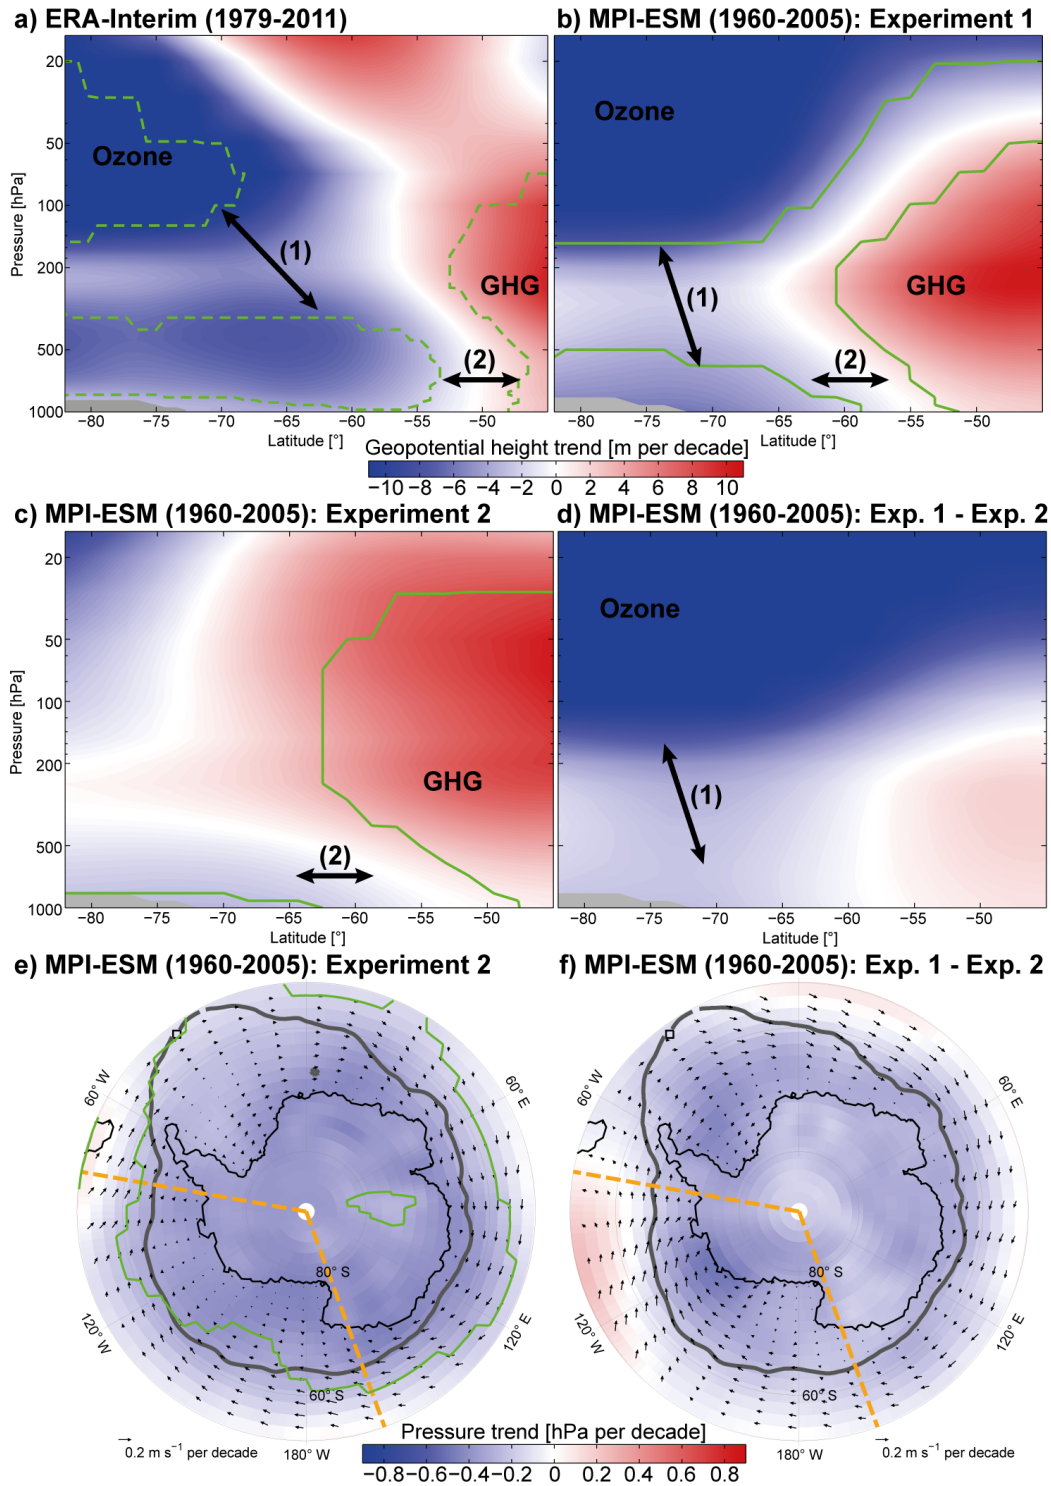 a) ERA-Interim (1979-2011)
b) MPI-ESM (1960-2005): Experiment 1
Pressure [hPa]
20
50
100
200
500
1000
Ozone
(1)
GHG
(2)
−80 −75 −70 −65 −60 −55 −50
Latitude [°]
Ozone
(1)
GHG
(2)
−80 −75 −70 −65 −60 −55 −50
Latitude [°]
Geopotential height trend [m per decade]
−10 −8 −6 −4 −2 0 2 4 6 8 10
c) MPI-ESM (1960-2005): Experiment 2
d) MPI-ESM (1960-2005): Exp. 1 - Exp. 2
Pressure [hPa]
20
50
100
200
500
1000
GHG
(2)
−80 −75 −70 −65 −60 −55 −50
Latitude [°]
Ozone
(1)
−80 −75 −70 −65 −60 −55 −50
Latitude [°]
e) MPI-ESM (1960-2005): Experiment 2
f) MPI-ESM (1960-2005): Exp. 1 - Exp. 2
60° W
60° E
80° S
120° W
120° E
60° S
180° W
0.2 m s⁻¹ per decade
60° W
60° E
80° S
120° W
120° E
60° S
180° W
0.2 m s⁻¹ per decade
Pressure trend [hPa per decade]
−0.8 −0.6 −0.4 −0.2 0 0.2 0.4 0.6 0.8